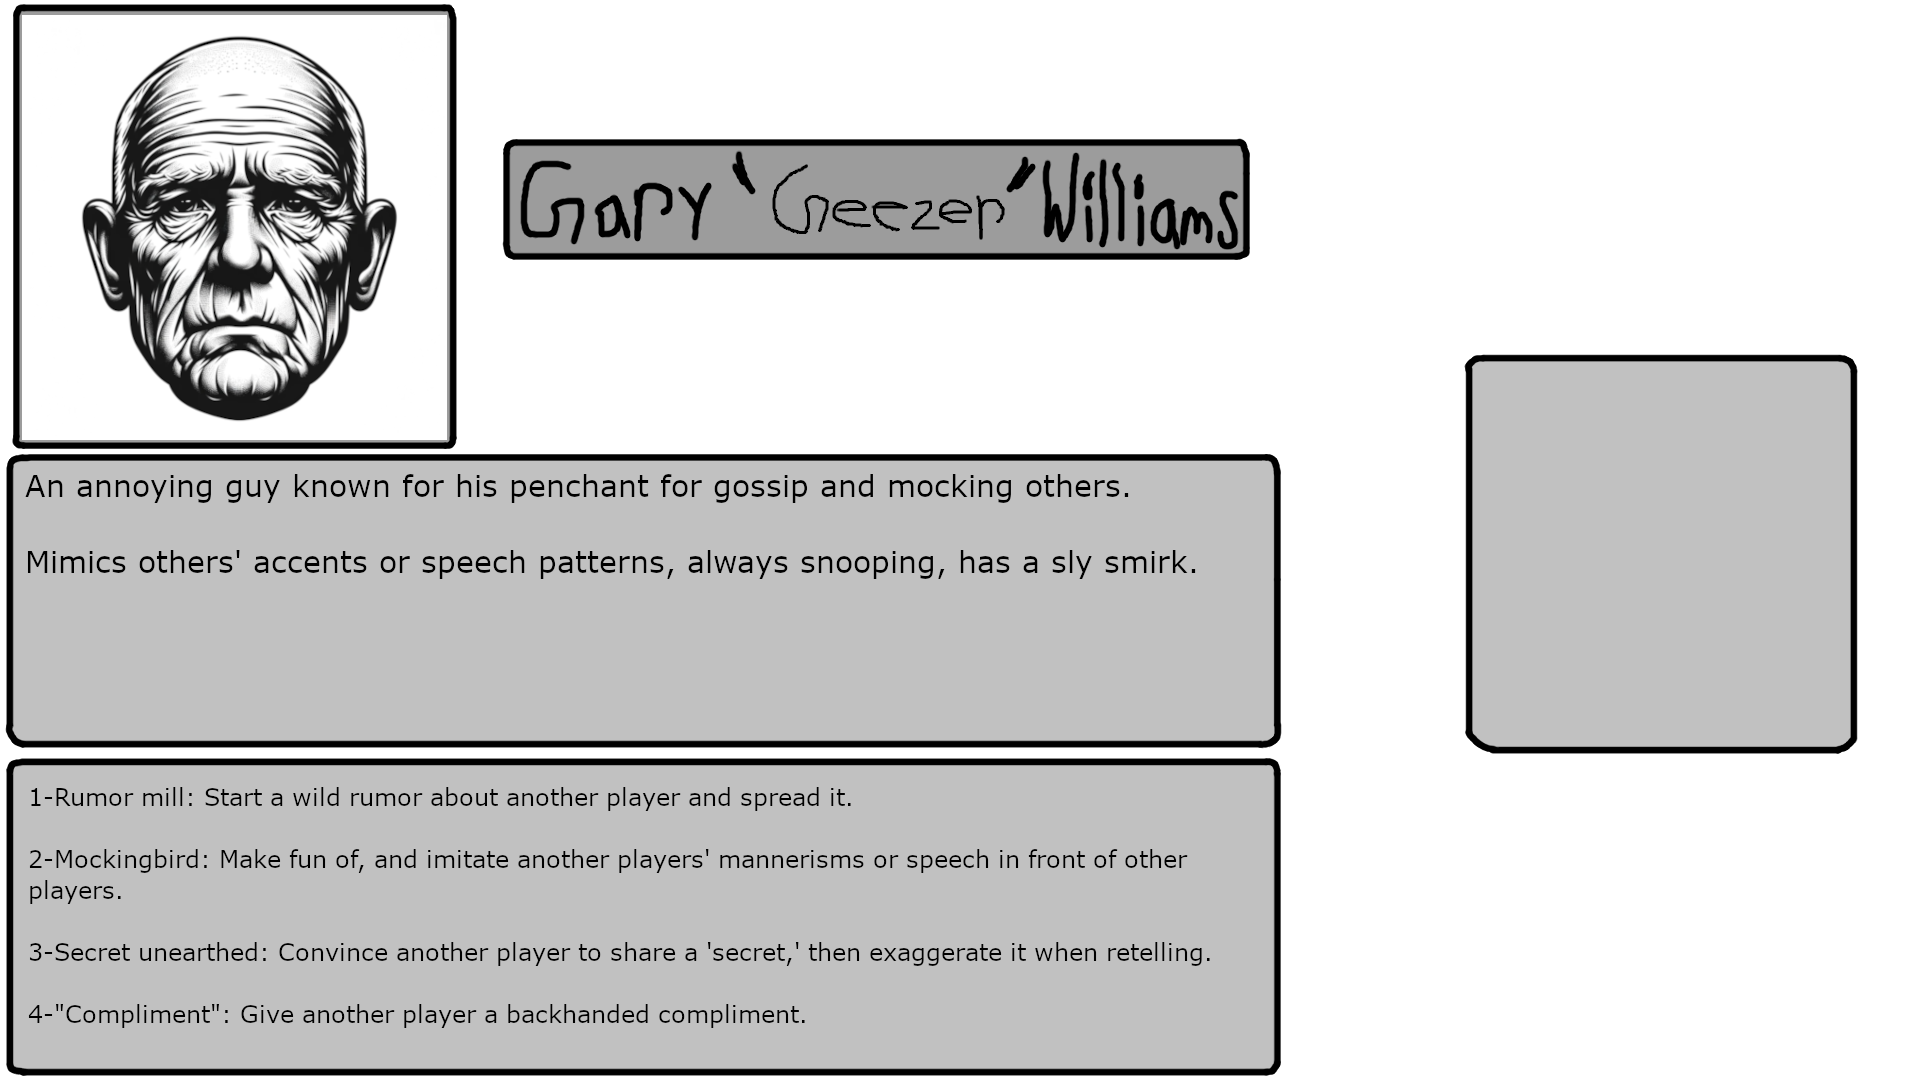 Gary 'Geezer' Williams
An annoying guy known for his penchant for gossip and mocking others.
Mimics others' accents or speech patterns, always snooping, has a sly smirk.
1-Rumor mill: Start a wild rumor about another player and spread it.
2-Mockingbird: Make fun of, and imitate another players' mannerisms or speech in front of other
players.
3-Secret unearthed: Convince another player to share a 'secret,' then exaggerate it when retelling.
4-"Compliment": Give another player a backhanded compliment.